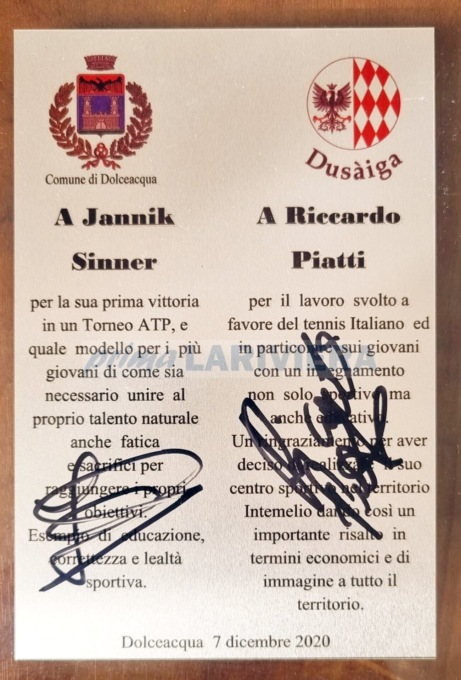 Comune di Dolceacqua
Dusàiga
A Jannik
Sinner
per la sua prima vittoria
in un Torneo ATP, e
quale modello per i più
giovani di come sia
necessario unire al
proprio talento naturale
anche fatica
e sacrifici per
raggiungere i propri
obiettivi.
Esempio di educazione,
correttezza e lealtà
sportiva.
A Riccardo
Piatti
per il lavoro svolto a
favore del tennis Italiano ed
in particolare sui giovani
con un insegnamento
non solo sportivo ma
anche educativo.
Un ringraziamento per aver
deciso di realizzare il suo
centro sportivo nel territorio
Intemelio dando così un
importante risalto in
termini economici e di
immagine a tutto il
territorio.
Dolceacqua 7 dicembre 2020
prima LARIVIERA